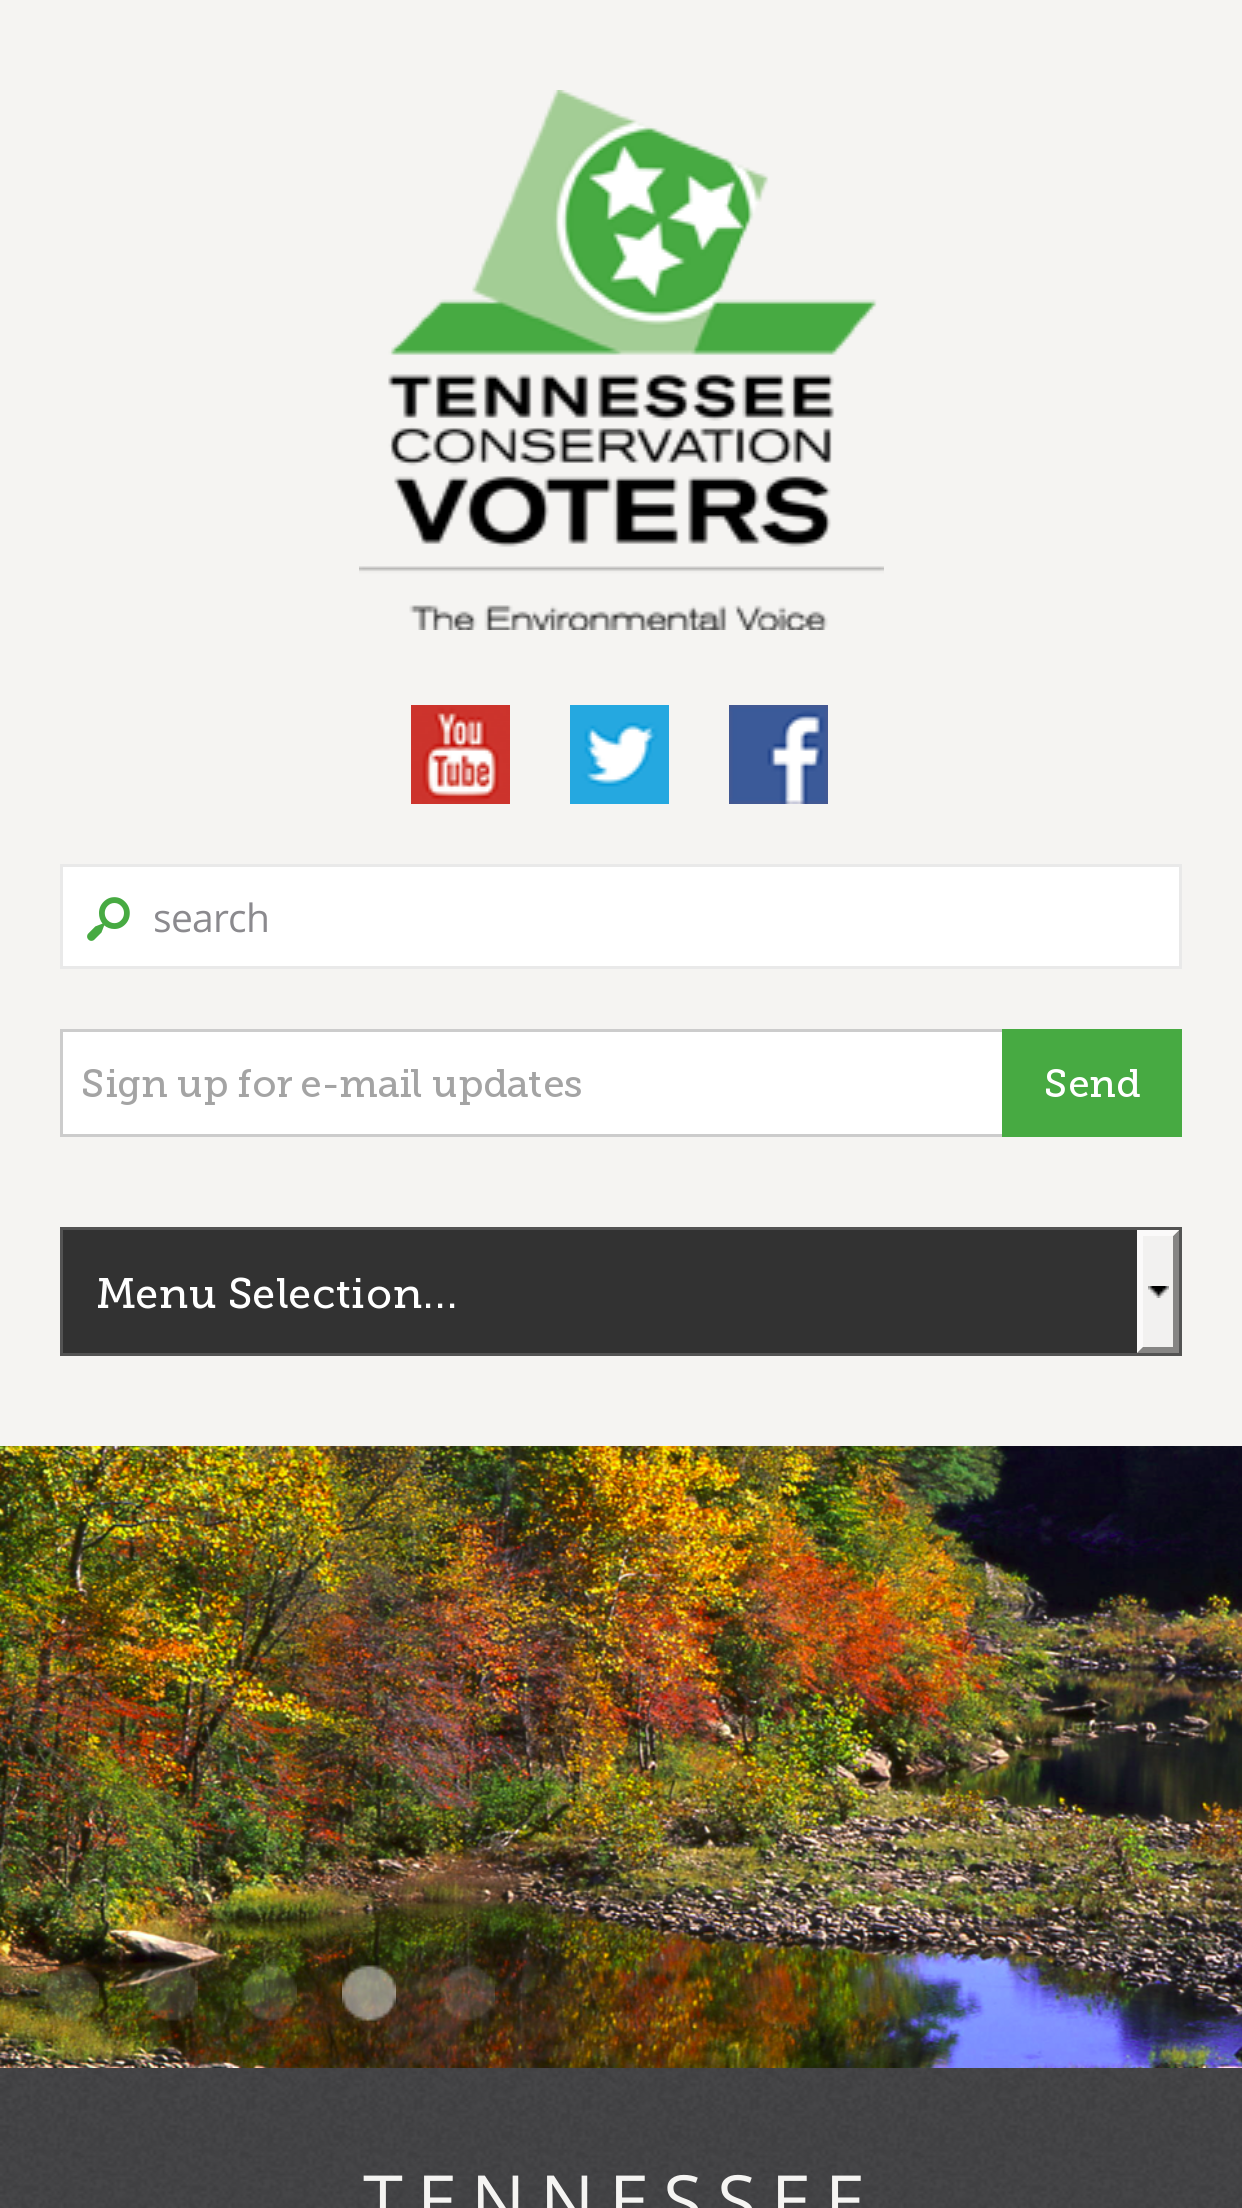 TENNESSEE
CONSERVATION
VOTERS
The Environmental Voice
You
Tube
search
Sign up for e-mail updates
Send
Menu Selection...
TENNESSEE